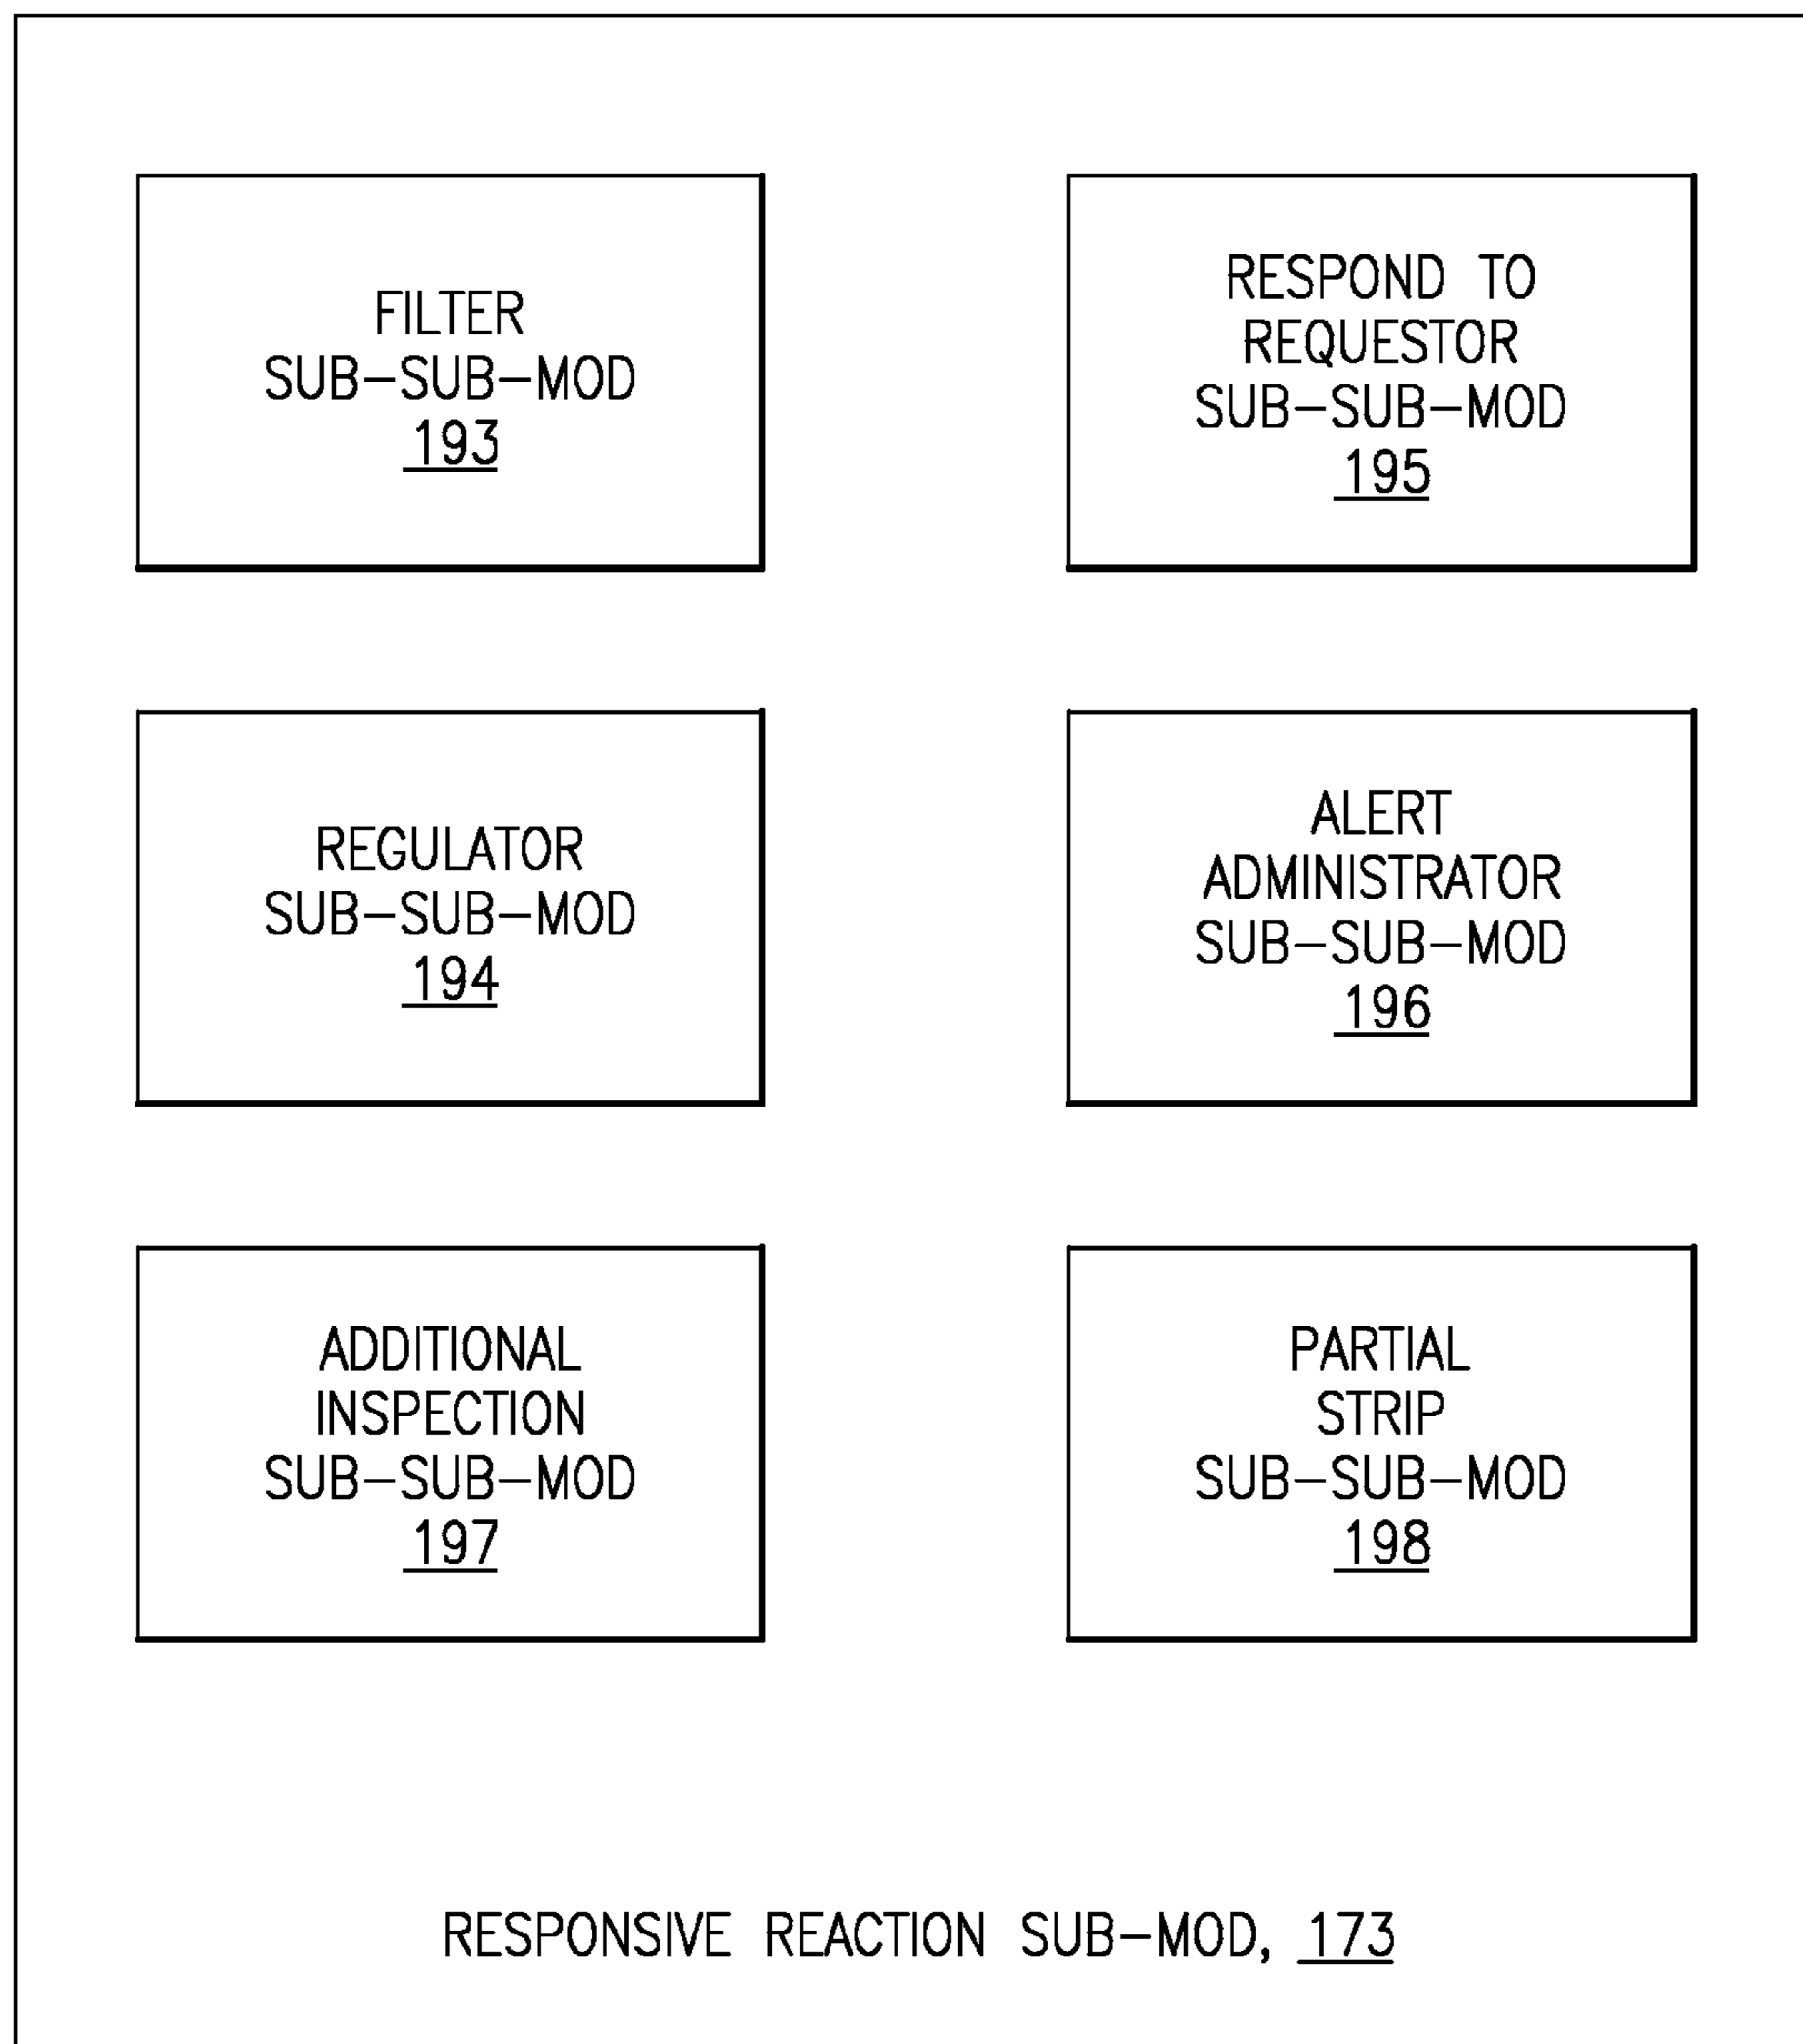 FILTER
SUB-SUB-MOD
193
RESPOND TO
REQUESTOR
SUB-SUB-MOD
195
REGULATOR
SUB-SUB-MOD
194
ALERT
ADMINISTRATOR
SUB-SUB-MOD
196
ADDITIONAL
INSPECTION
SUB-SUB-MOD
197
PARTIAL
STRIP
SUB-SUB-MOD
198
RESPONSIVE REACTION SUB-MOD, 173